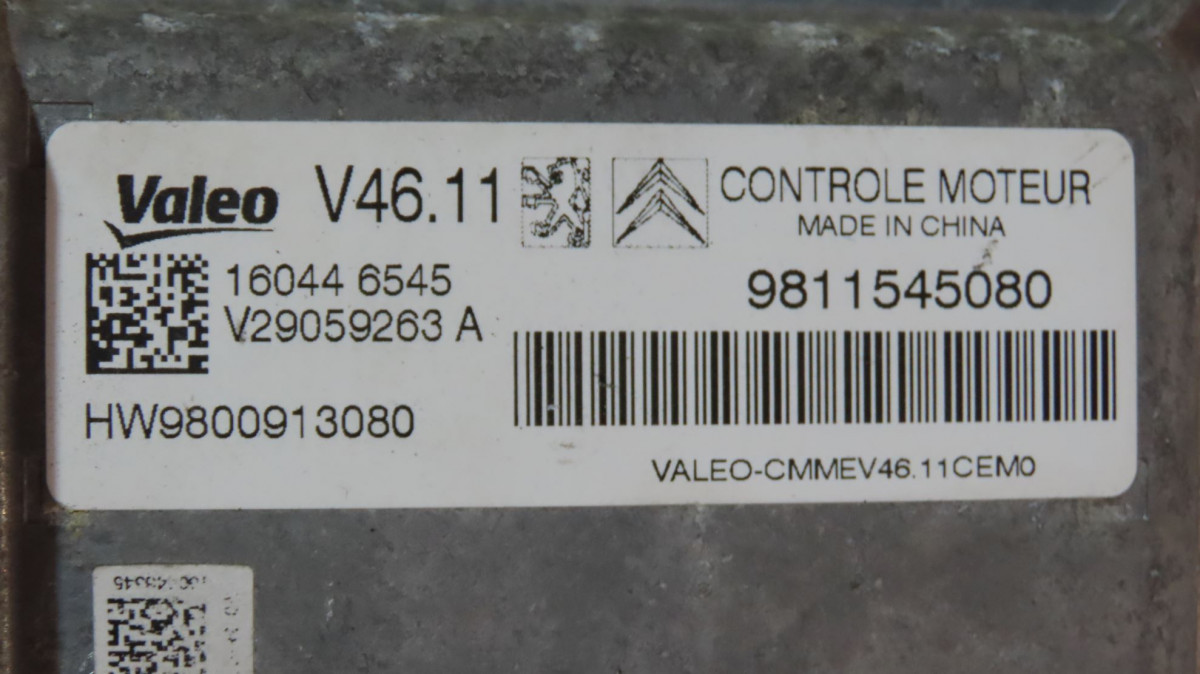 Valeo V46.11 CONTROLE MOTEUR
MADE IN CHINA
16044 6545
9811545080
V29059263 A
HW9800913080
VALEO-CMMEV46.11CEM0